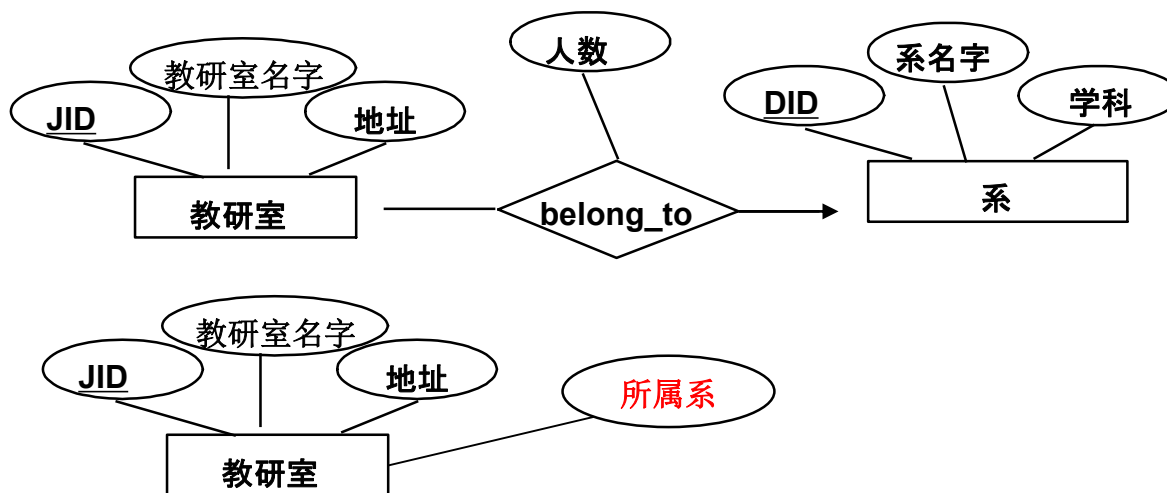 教研室名字
JID
地址
教研室
人数
belong_to
系名字
DID
学科
系
教研室名字
JID
地址
教研室
所属系